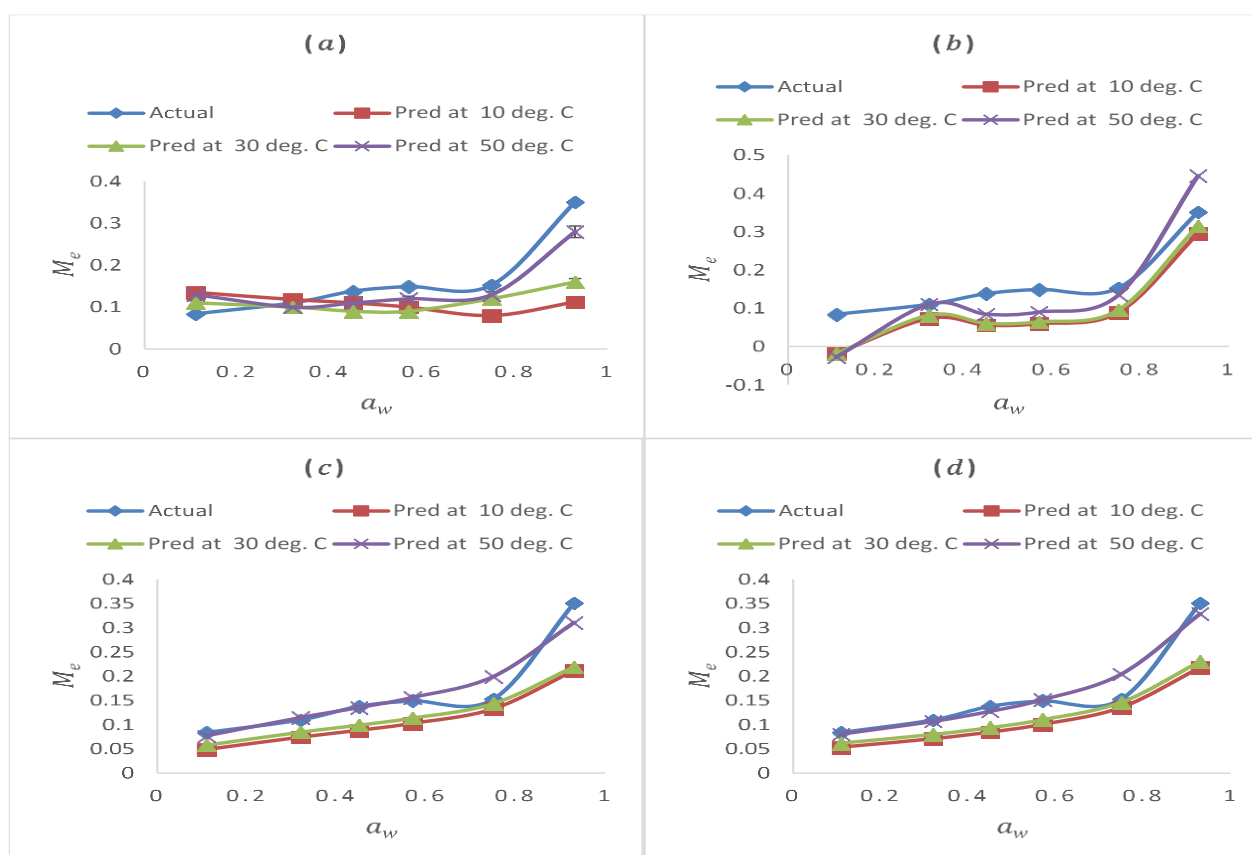 (a)
Actual
Pred at 10 deg. C
Pred at 30 deg. C
Pred at 50 deg. C
0.4
0.3
0.2
0.1
0
M_e
0 0.2 0.4 0.6 0.8 1
a_w
(b)
Actual
Pred at 10 deg. C
Pred at 30 deg. C
Pred at 50 deg. C
0.5
0.4
0.3
0.2
0.1
0
-0.1
M_e
0 0.2 0.4 0.6 0.8 1
a_w
(c)
Actual
Pred at 10 deg. C
Pred at 30 deg. C
Pred at 50 deg. C
0.4
0.35
0.3
0.25
0.2
0.15
0.1
0.05
0
M_e
0 0.2 0.4 0.6 0.8 1
a_w
(d)
Actual
Pred at 10 deg. C
Pred at 30 deg. C
Pred at 50 deg. C
0.4
0.35
0.3
0.25
0.2
0.15
0.1
0.05
0
M_e
0 0.2 0.4 0.6 0.8 1
a_w